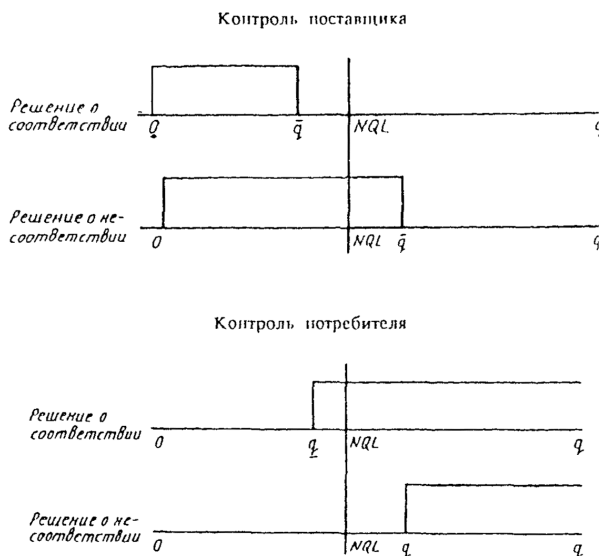 Контроль поставщика
Решение о
соответствии
0 q̄ NQL q
Решение о не-
соответствии
0 NQL q̄ q
Контроль потребителя
Решение о
соответствии
0 q NQL q
Решение о не-
соответствии
0 NQL q q